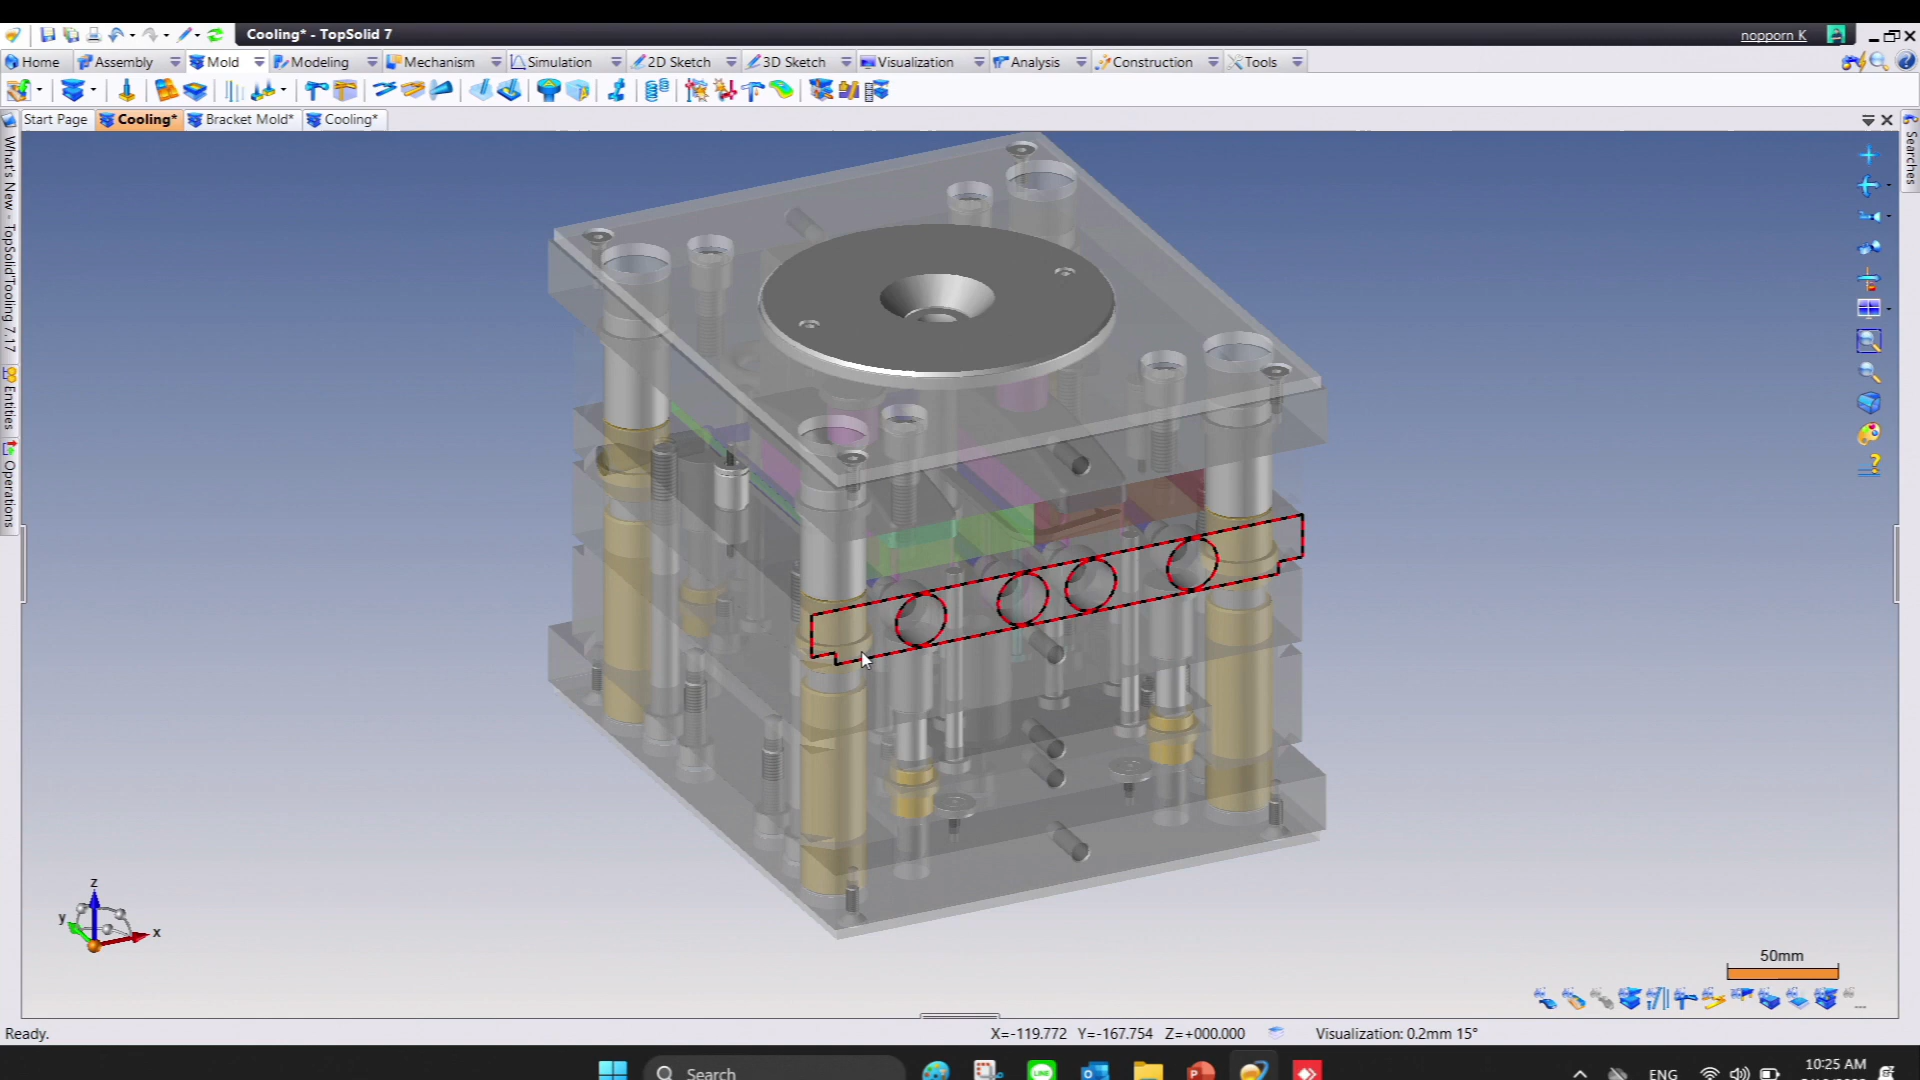 Cooling* - TopSolid 7
nopporn K
Home
Assembly
Mold
Modeling
Mechanism
Simulation
2D Sketch
3D Sketch
Visualization
Analysis
Construction
Tools
Start Page
Cooling*
Bracket Mold*
Cooling*
What's New - TopSolid'Tooling 7.17
Entities
Operations
Searches
z
y
x
50mm
Ready.
X=-119.772 Y=-167.754 Z=+000.000
Visualization: 0.2mm 15°
Search
LINE
ENG
10:25 AM